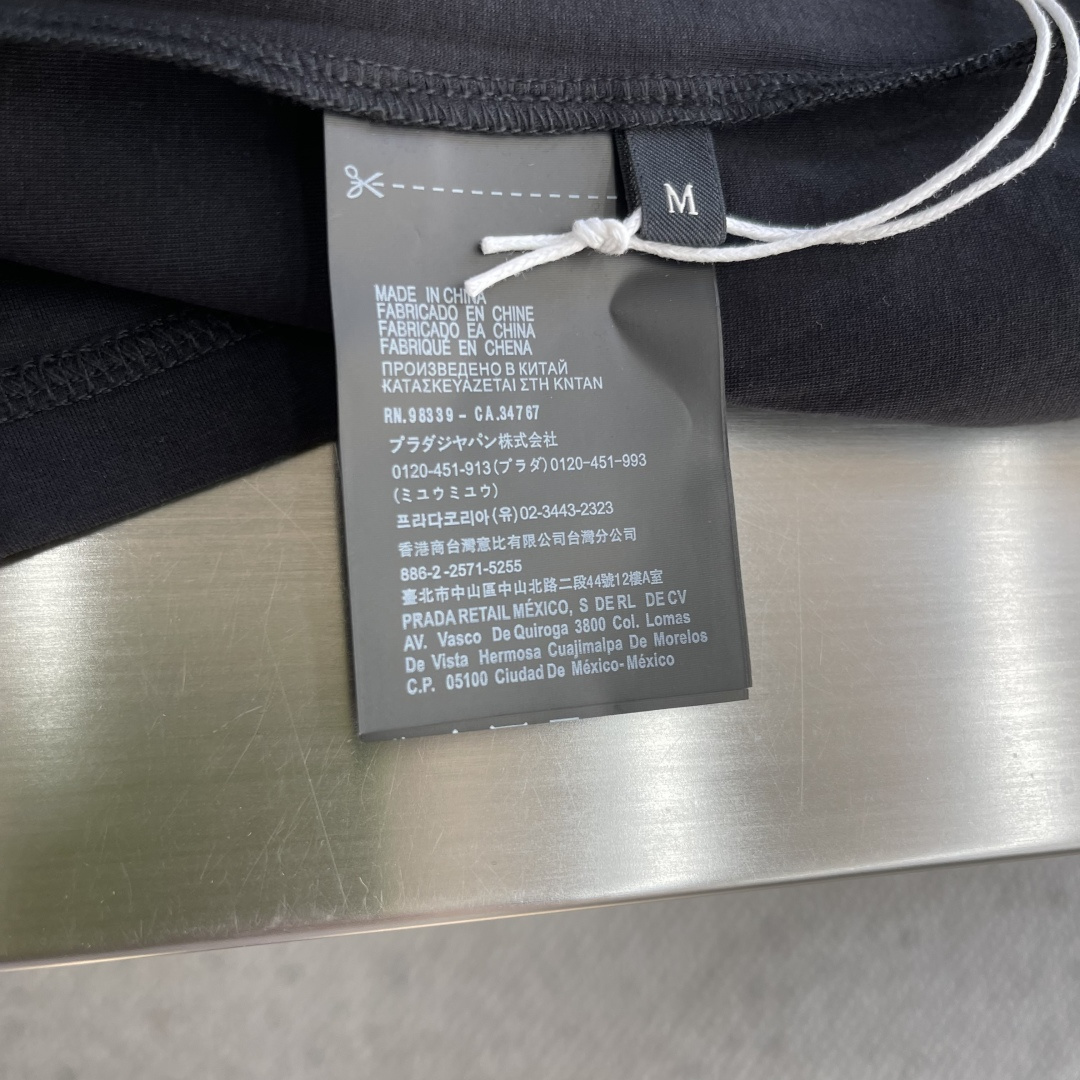 M
MADE IN CHINA
FABRICADO EN CHINE
FABRICADO EA CHINA
FABRIQUE EN CHENA
ПРОИЗВЕДЕНО В КИТАЙ
ΚΑΤΑΣΚΕΥΑΖΕΤΑΙ ΣΤΗ ΚΝΤΑΝ
RN.98339 - CA.34767
プラダジヤパン株式会社
0120-451-913(プラダ)0120-451-993
(ミユウミユウ)
프라다코리아(유)02-3443-2323
香港商台灣意比有限公司台灣分公司
886-2-2571-5255
臺北市中山區中山北路二段44號12樓A室
PRADA RETAIL MÉXICO, S DE RL DE CV
AV. Vasco De Quiroga 3800 Col. Lomas
De Vista Hermosa Cuajimalpa De Morelos
C.P. 05100 Ciudad De México-México